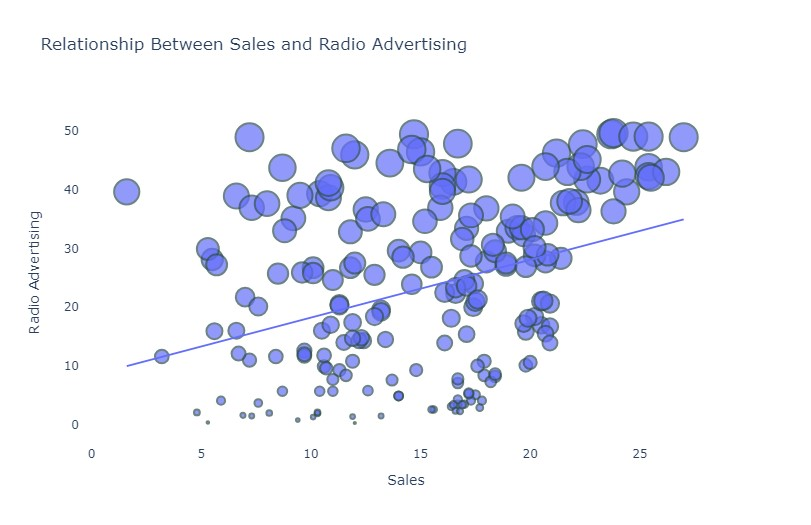 Relationship Between Sales and Radio Advertising
50
40
30
20
10
0
Radio Advertising
0 5 10 15 20 25
Sales